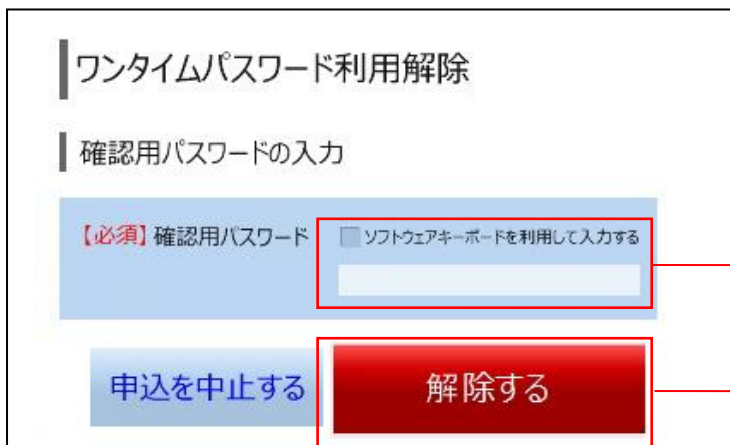 ワンタイムパスワード利用解除
確認用パスワードの入力
【必須】確認用パスワード
ソフトウェアキーボードを利用して入力する
申込を中止する
解除する